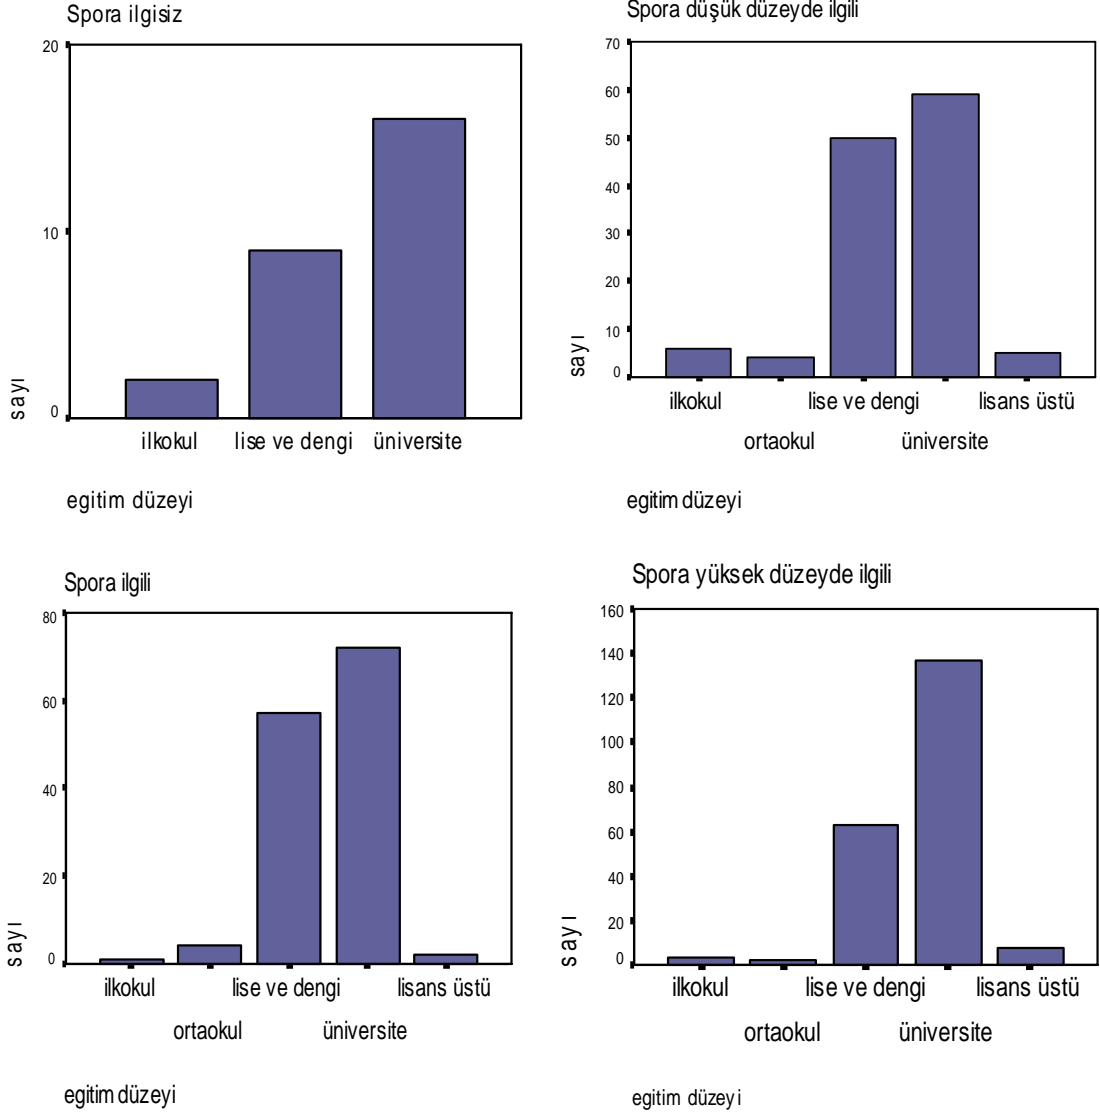 Spora ilgisiz
20
10
0
sayı
ilkokul lise ve dengi üniversite
egitim düzeyi
Spora düşük düzeyde ilgili
70
60
50
40
30
20
10
0
sayı
ilkokul lise ve dengi lisans üstü
ortaokul üniversite
egitim düzeyi
Spora ilgili
80
60
40
20
0
sayı
ilkokul lise ve dengi lisans üstü
ortaokul üniversite
egitim düzeyi
Spora yüksek düzeyde ilgili
160
140
120
100
80
60
40
20
0
sayı
ilkokul lise ve dengi lisans üstü
ortaokul üniversite
egitim düzeyi